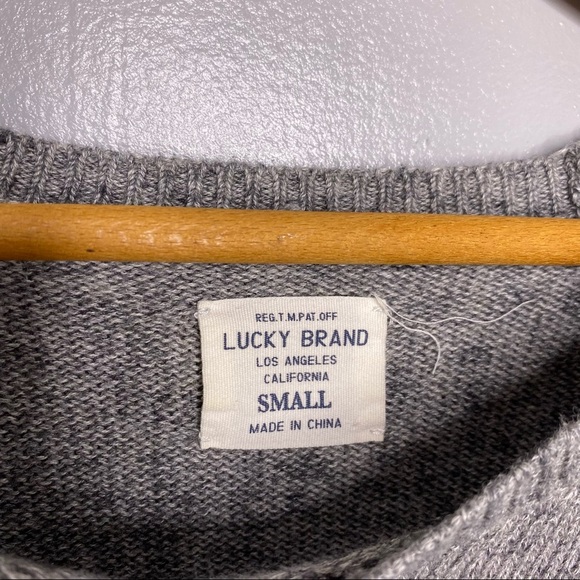 REG.T.M.PAT.OFF
LUCKY BRAND
LOS ANGELES
CALIFORNIA
SMALL
MADE IN CHINA